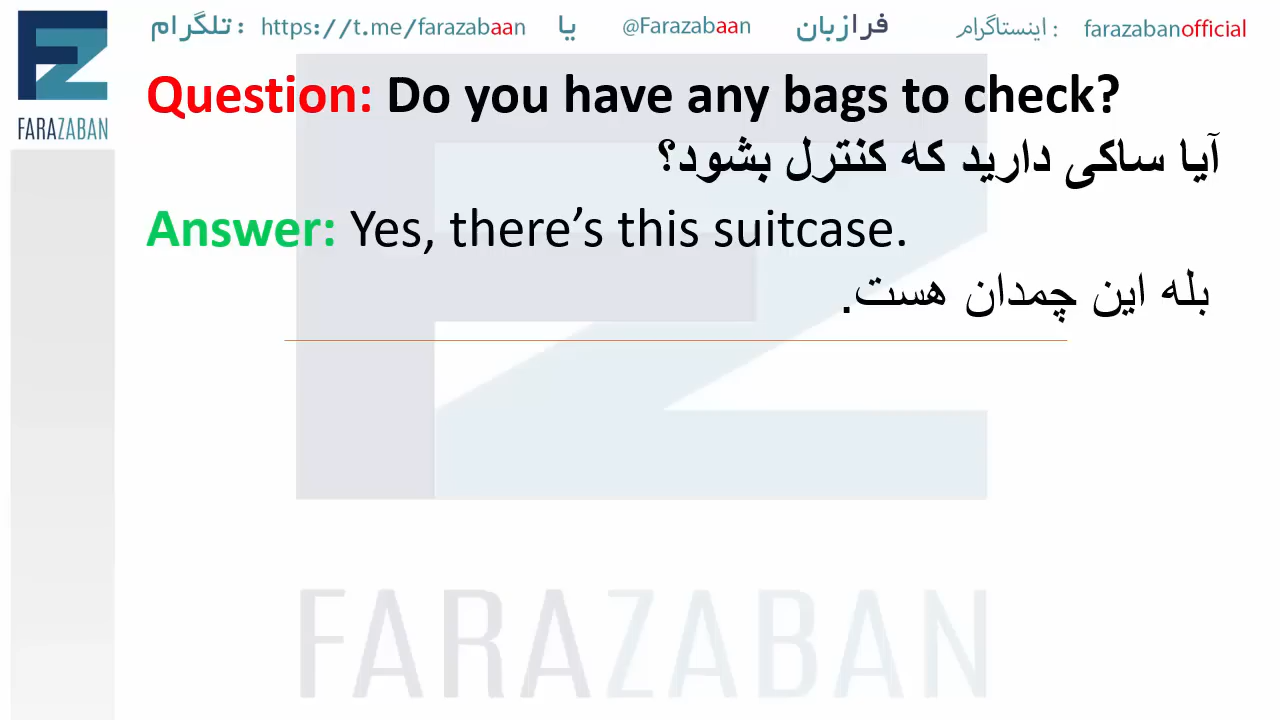 تلگرام : https://t.me/farazabaan یا @Farazabaan فرازبان اینستاگرام : farazabanofficial
FZ
FARAZABAN
Question: Do you have any bags to check?
آیا ساکی دارید که کنترل بشود؟
Answer: Yes, there’s this suitcase.
بله این چمدان هست.
FARAZABAN